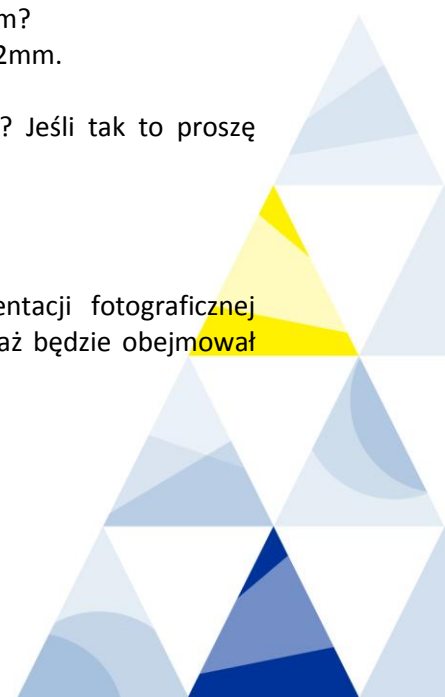 m?
2mm.
? Jeśli tak to proszę
entacji fotograficznej
aż będzie obejmował